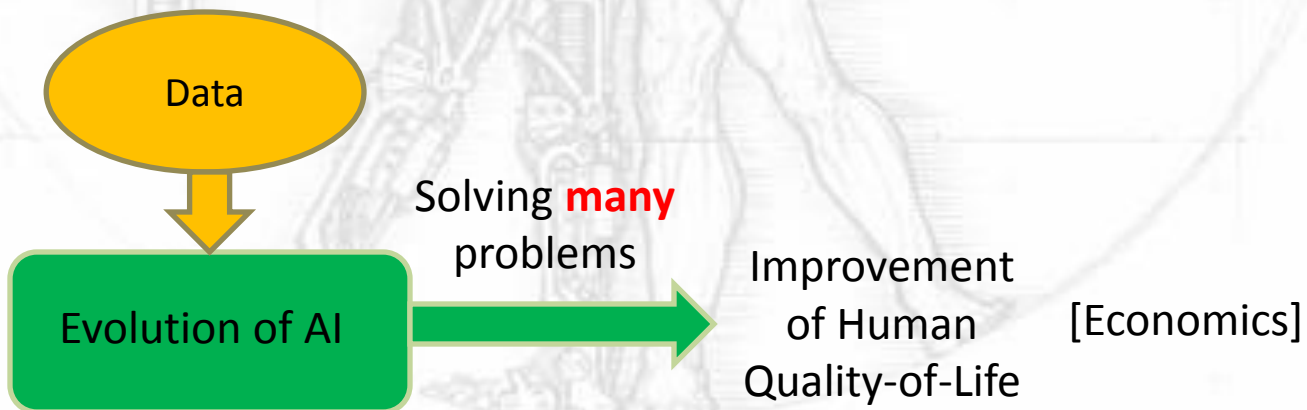 Data
Solving many
problems
Evolution of AI
Improvement
of Human
Quality-of-Life
[Economics]